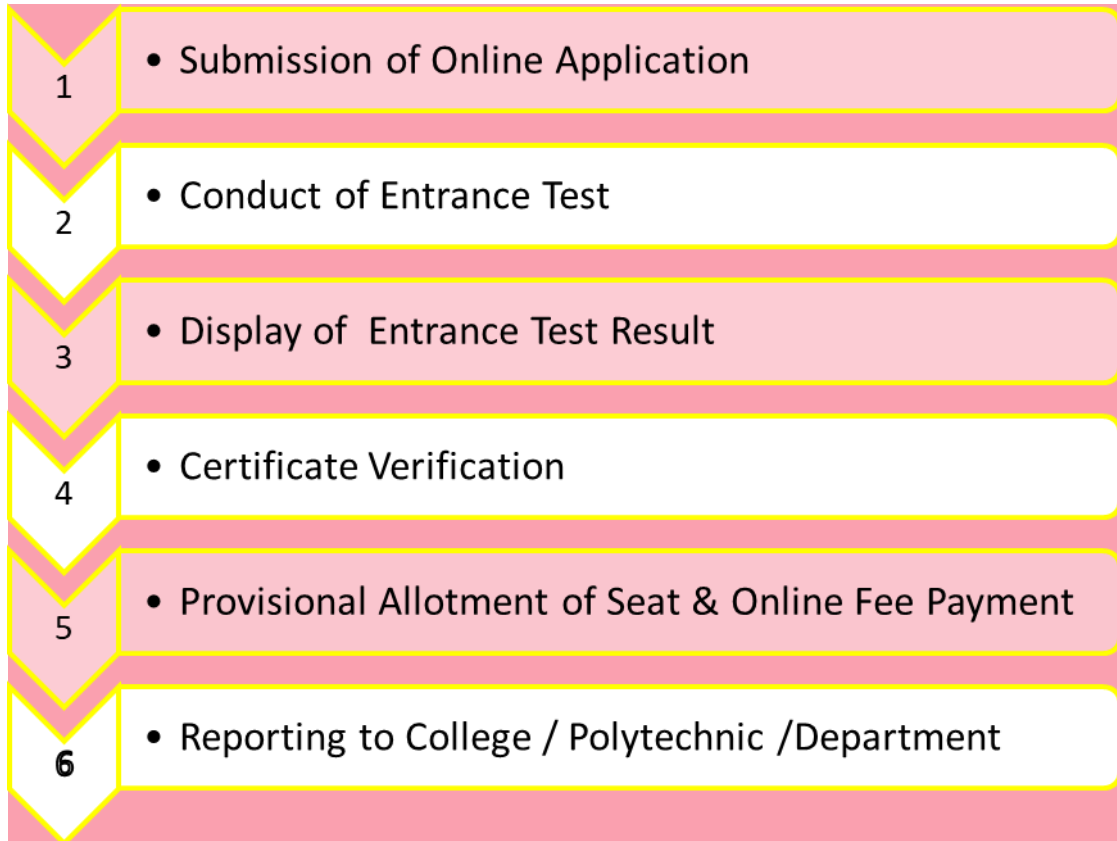 1 • Submission of Online Application
2 • Conduct of Entrance Test
3 • Display of  Entrance Test Result
4 • Certificate Verification
5 • Provisional Allotment of Seat & Online Fee Payment
6 • Reporting to College / Polytechnic /Department